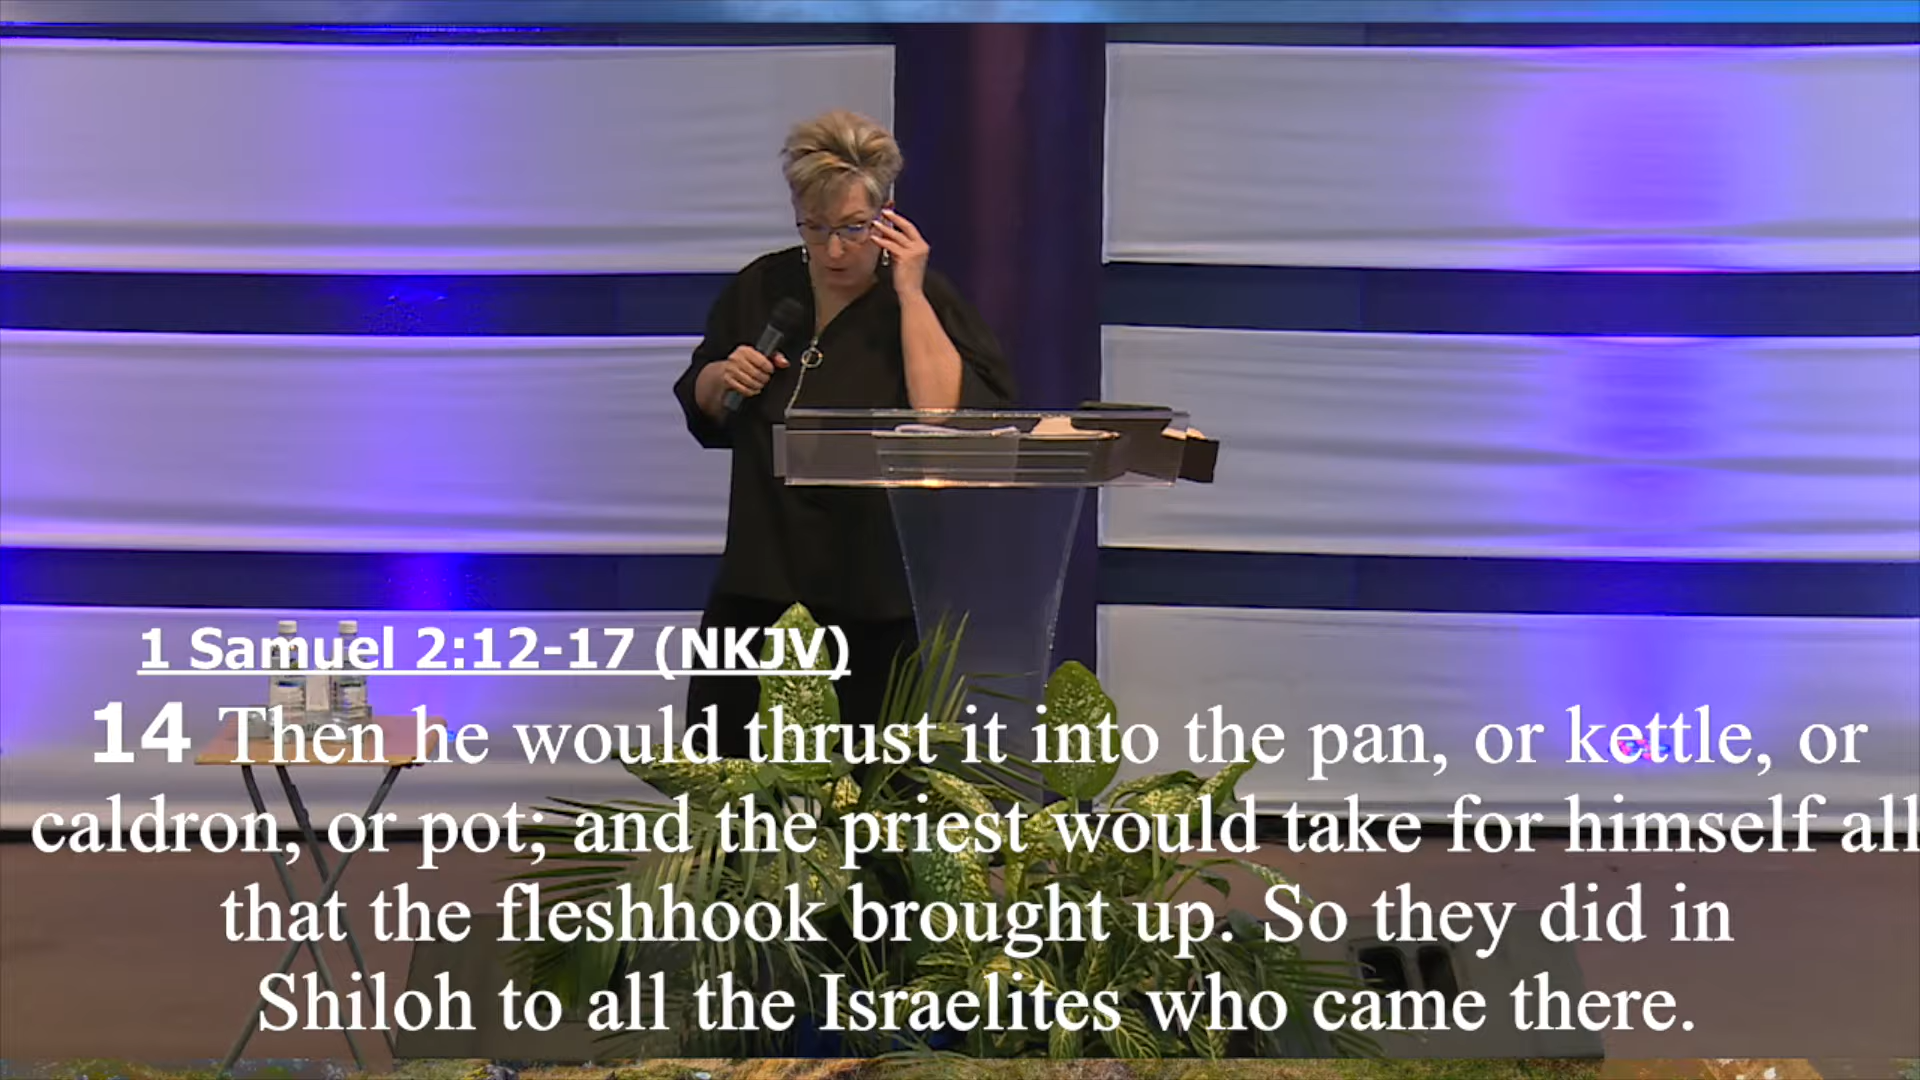 1 Samuel 2:12-17 (NKJV)
14 Then he would thrust it into the pan, or kettle, or
caldron, or pot; and the priest would take for himself all
that the fleshhook brought up. So they did in
Shiloh to all the Israelites who came there.